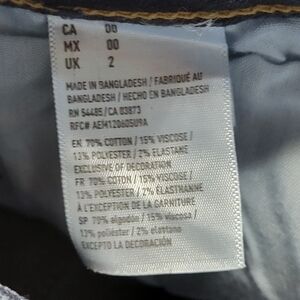 CA 00
MX 00
UK 2
MADE IN BANGLADESH / FABRIQUÉ AU
BANGLADESH / HECHO EN BANGLADESH
RN 54485 / CA 03873
RFC# AEM120605U9A
EN 70% COTTON / 15% VISCOSE /
13% POLYESTER / 2% ELASTANE
EXCLUSIVE OF DECORATION
FR 70% COTON / 15% VISCOSE /
13% POLYESTER / 2% ÉLASTHANNE
À L'EXCEPTION DE LA GARNITURE
SP 70% algodón / 15% viscosa /
13% poliéster / 2% elastano
EXCEPTO LA DECORACIÓN